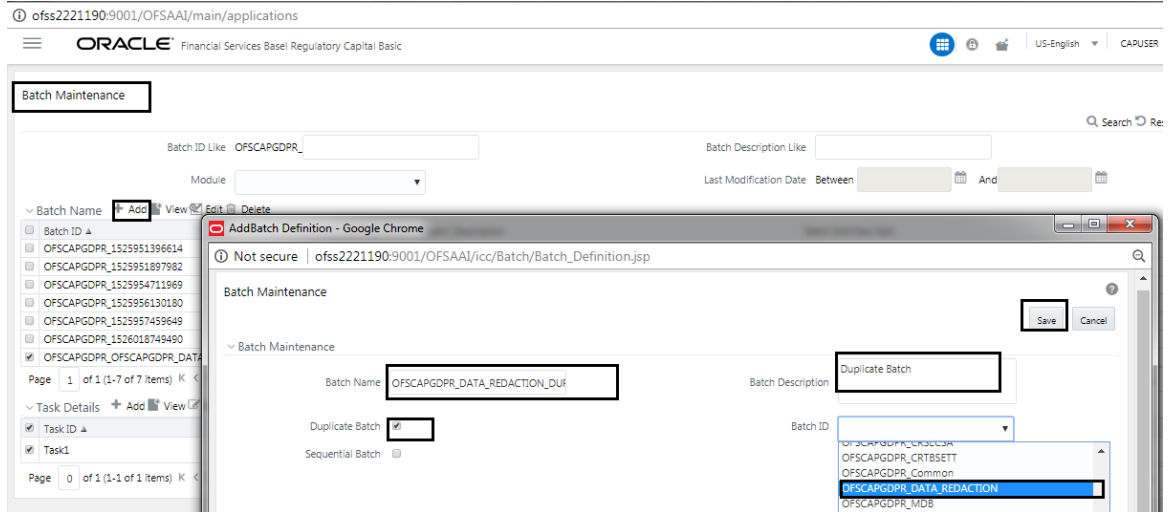 ofss2221190:9001/OFSAAI/main/applications
ORACLE® Financial Services Basel Regulatory Capital Basic
US-English CAPUSER
Batch Maintenance
Search Res
Batch ID Like OFSCAPGDPR_
Batch Description Like
Module
Last Modification Date Between And
Batch Name Add View Edit Delete
Batch ID
OFSCAPGDPR_1525951396614
OFSCAPGDPR_1525951897982
OFSCAPGDPR_1525954711969
OFSCAPGDPR_1525956130180
OFSCAPGDPR_1525957459649
OFSCAPGDPR_1526018749490
OFSCAPGDPR_OFSCAPGDPR_DATA
Page 1 of 1 (1-7 of 7 items)
Task Details Add View
Task ID
Task1
Page 0 of 1 (1-1 of 1 items)
AddBatch Definition - Google Chrome
Not secure | ofss2221190:9001/OFSAAI/icc/Batch/Batch_Definition.jsp
Batch Maintenance
Save Cancel
Batch Maintenance
Batch Name OFSCAPGDPR_DATA_REDACTION_DUP
Batch Description Duplicate Batch
Duplicate Batch
Batch ID
Sequential Batch
OFSCAPGDPR_CRSECSA
OFSCAPGDPR_CRTBSETT
OFSCAPGDPR_Common
OFSCAPGDPR_DATA_REDACTION
OFSCAPGDPR_MDB